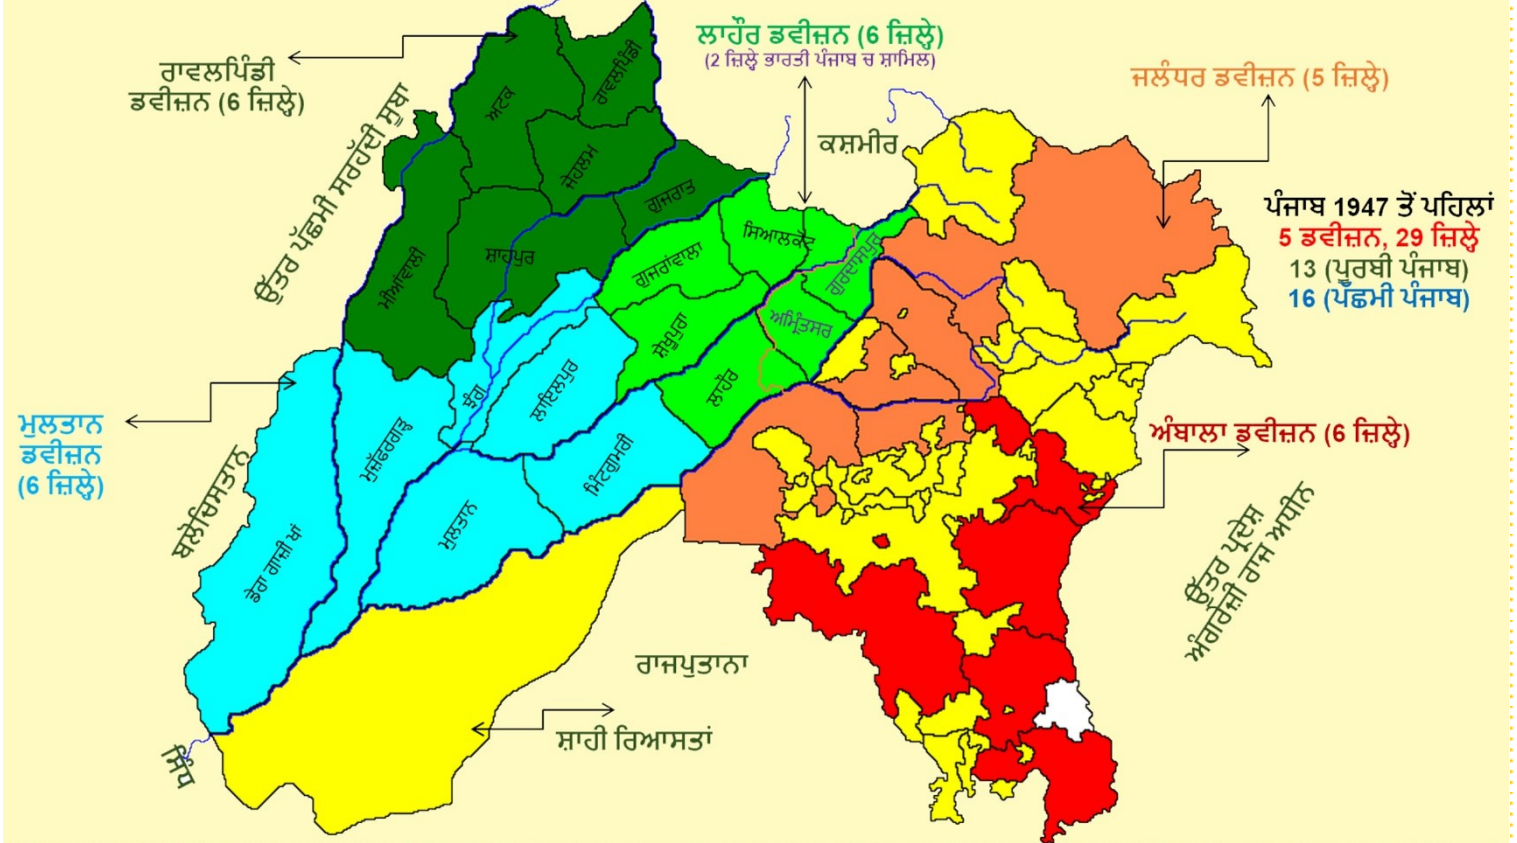 ਰਾਵਲਪਿੰਡੀ
ਡਵੀਜ਼ਨ (6 ਜ਼ਿਲ੍ਹੇ)
ਲਾਹੌਰ ਡਵੀਜ਼ਨ (6 ਜ਼ਿਲ੍ਹੇ)
(2 ਜ਼ਿਲ੍ਹੇ ਭਾਰਤੀ ਪੰਜਾਬ ਚ ਸ਼ਾਮਿਲ)
ਜਲੰਧਰ ਡਵੀਜ਼ਨ (5 ਜ਼ਿਲ੍ਹੇ)
ਉੱਤਰ ਪੱਛਮੀ ਸਰਹੱਦੀ ਸੂਬਾ
ਕਸ਼ਮੀਰ
ਪੰਜਾਬ 1947 ਤੋਂ ਪਹਿਲਾਂ
5 ਡਵੀਜ਼ਨ, 29 ਜ਼ਿਲ੍ਹੇ
13 (ਪੂਰਬੀ ਪੰਜਾਬ)
16 (ਪੱਛਮੀ ਪੰਜਾਬ)
ਅਟਕ
ਰਾਵਲਪਿੰਡੀ
ਜੇਹਲਮ
ਗੁਜਰਾਤ
ਸ਼ਾਹਪੁਰ
ਮੀਆਂਵਾਲੀ
ਗੁਜਰਾਂਵਾਲਾ
ਸਿਆਲਕੋਟ
ਗੁਰਦਾਸਪੁਰ
ਸ਼ੇਖੂਪੁਰਾ
ਅਮ੍ਰਿੰਤਸਰ
ਲਾਹੌਰ
ਝੰਗ
ਲਾਇਲਪੁਰ
ਮੁਜ਼ੱਫਰਗੜ੍ਹ
ਮਿੰਟਗੁਮਰੀ
ਮੁਲਤਾਨ
ਡੇਰਾ ਗਾਜ਼ੀ ਖਾਂ
ਮੁਲਤਾਨ
ਡਵੀਜ਼ਨ
(6 ਜ਼ਿਲ੍ਹੇ)
ਬਲੋਚਿਸਤਾਨ
ਅੰਬਾਲਾ ਡਵੀਜ਼ਨ (6 ਜ਼ਿਲ੍ਹੇ)
ਉੱਤਰ ਪ੍ਰਦੇਸ
ਅੰਗਰੇਜ਼ੀ ਰਾਜ ਅਧੀਨ
ਰਾਜਪੁਤਾਨਾ
ਸ਼ਾਹੀ ਰਿਆਸਤਾਂ
ਸਿੰਧ